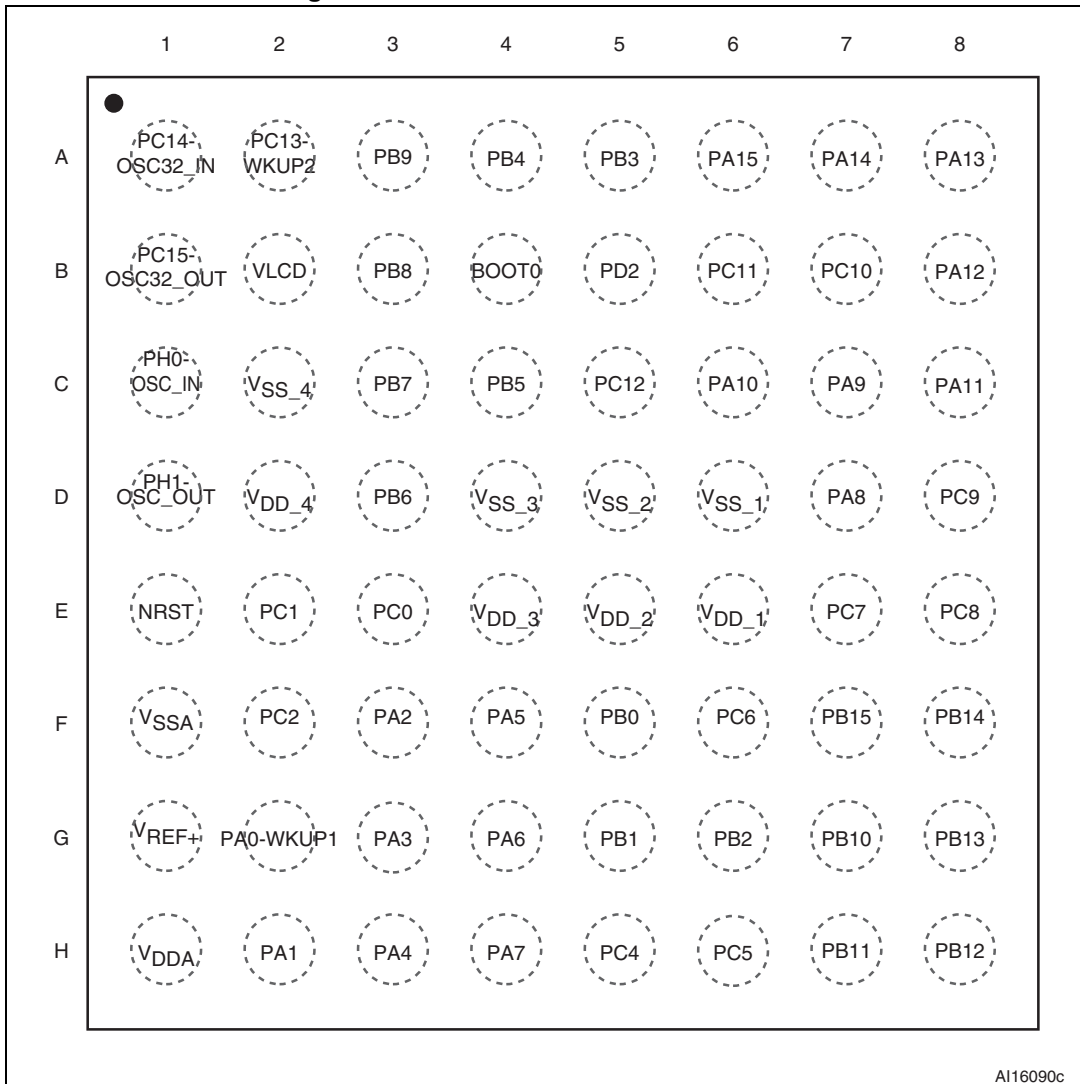 1 2 3 4 5 6 7 8
A PC14-OSC32_IN PC13-WKUP2 PB9 PB4 PB3 PA15 PA14 PA13
B PC15-OSC32_OUT VLCD PB8 BOOT0 PD2 PC11 PC10 PA12
C PH0-OSC_IN VSS_4 PB7 PB5 PC12 PA10 PA9 PA11
D PH1-OSC_OUT VDD_4 PB6 VSS_3 VSS_2 VSS_1 PA8 PC9
E NRST PC1 PC0 VDD_3 VDD_2 VDD_1 PC7 PC8
F VSSA PC2 PA2 PA5 PB0 PC6 PB15 PB14
G VREF+ PA0-WKUP1 PA3 PA6 PB1 PB2 PB10 PB13
H VDDA PA1 PA4 PA7 PC4 PC5 PB11 PB12
AI16090c